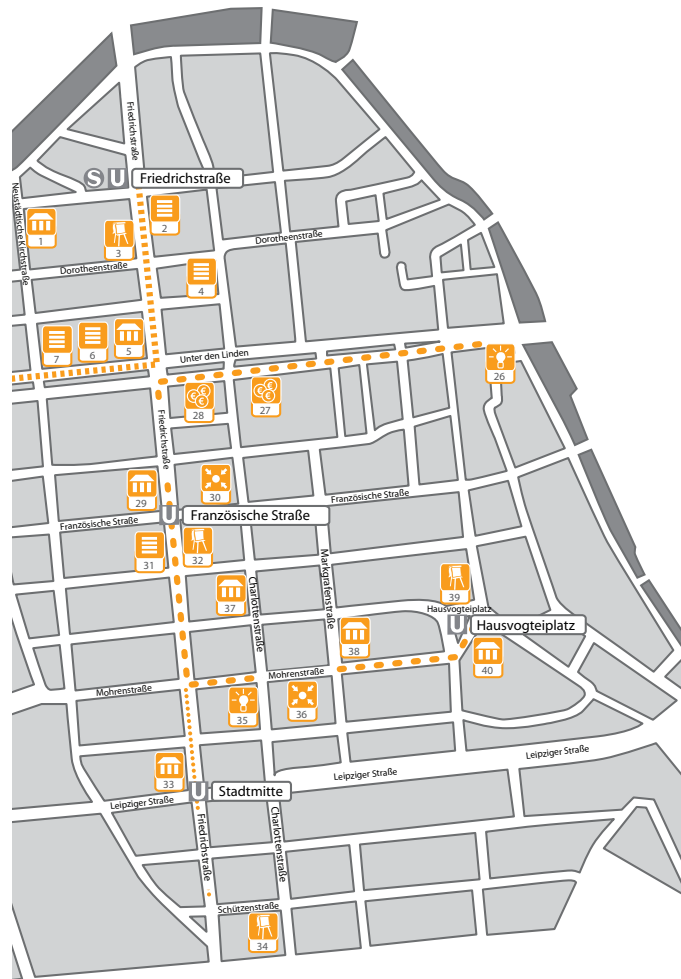 Friedrichstraße
S U Friedrichstraße
Neustädtische Kirchstraße
1
2
3
Dorotheenstraße
Dorotheenstraße
4
5
6
7
Unter den Linden
26
27
28
Friedrichstraße
29
30
Französische Straße
Französische Straße
U Französische Straße
31
32
Markgrafenstraße
Charlottenstraße
37
39
Hausvogteiplatz
U Hausvogteiplatz
38
40
Mohrenstraße
Mohrenstraße
35
36
33
Leipziger Straße
Leipziger Straße
Leipziger Straße
U Stadtmitte
Friedrichstraße
Charlottenstraße
Schützenstraße
34